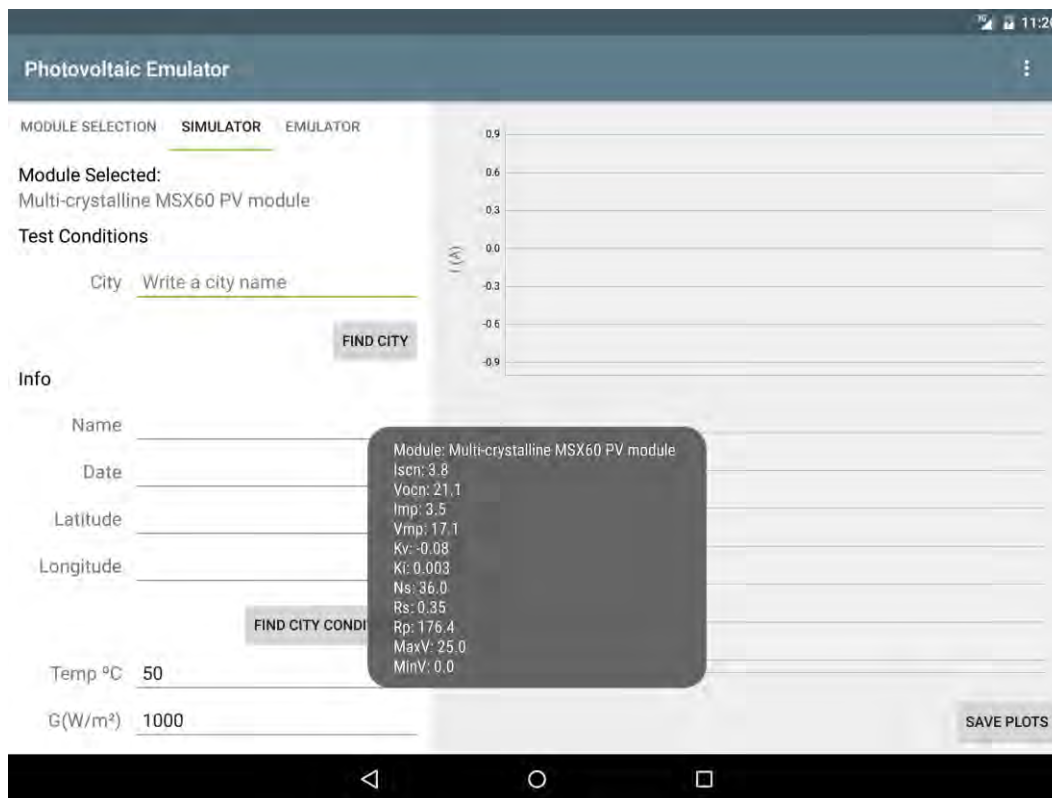 11:20
Photovoltaic Emulator
MODULE SELECTION SIMULATOR EMULATOR
Module Selected:
Multi-crystalline MSX60 PV module
Test Conditions
City Write a city name
FIND CITY
Info
Name
Date
Latitude
Longitude
FIND CITY CONDI
Temp ºC 50
G(W/m²) 1000
0.9
0.6
0.3
0.0
-0.3
-0.6
-0.9
I (A)
Module: Multi-crystalline MSX60 PV module
Iscn: 3.8
Vocn: 21.1
Imp: 3.5
Vmp: 17.1
Kv: -0.08
Ki: 0.003
Ns: 36.0
Rs: 0.35
Rp: 176.4
MaxV: 25.0
MinV: 0.0
SAVE PLOTS